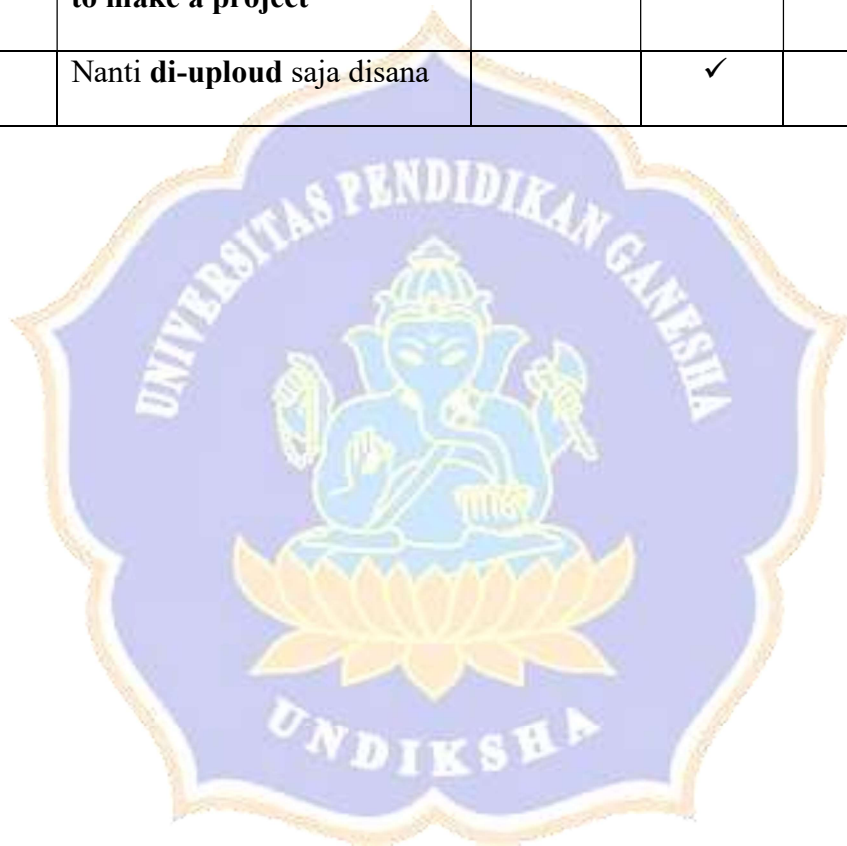 to make a project
Nanti di-uploud saja disana ✓
UNIVERSITAS PENDIDIKAN GANESHA
UNDIKSHA